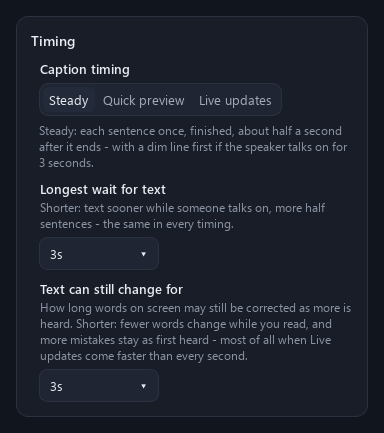 Timing
Caption timing
Steady Quick preview Live updates
Steady: each sentence once, finished, about half a second
after it ends - with a dim line first if the speaker talks on for
3 seconds.
Longest wait for text
Shorter: text sooner while someone talks on, more half
sentences - the same in every timing.
3s
Text can still change for
How long words on screen may still be corrected as more is
heard. Shorter: fewer words change while you read, and
more mistakes stay as first heard - most of all when Live
updates come faster than every second.
3s